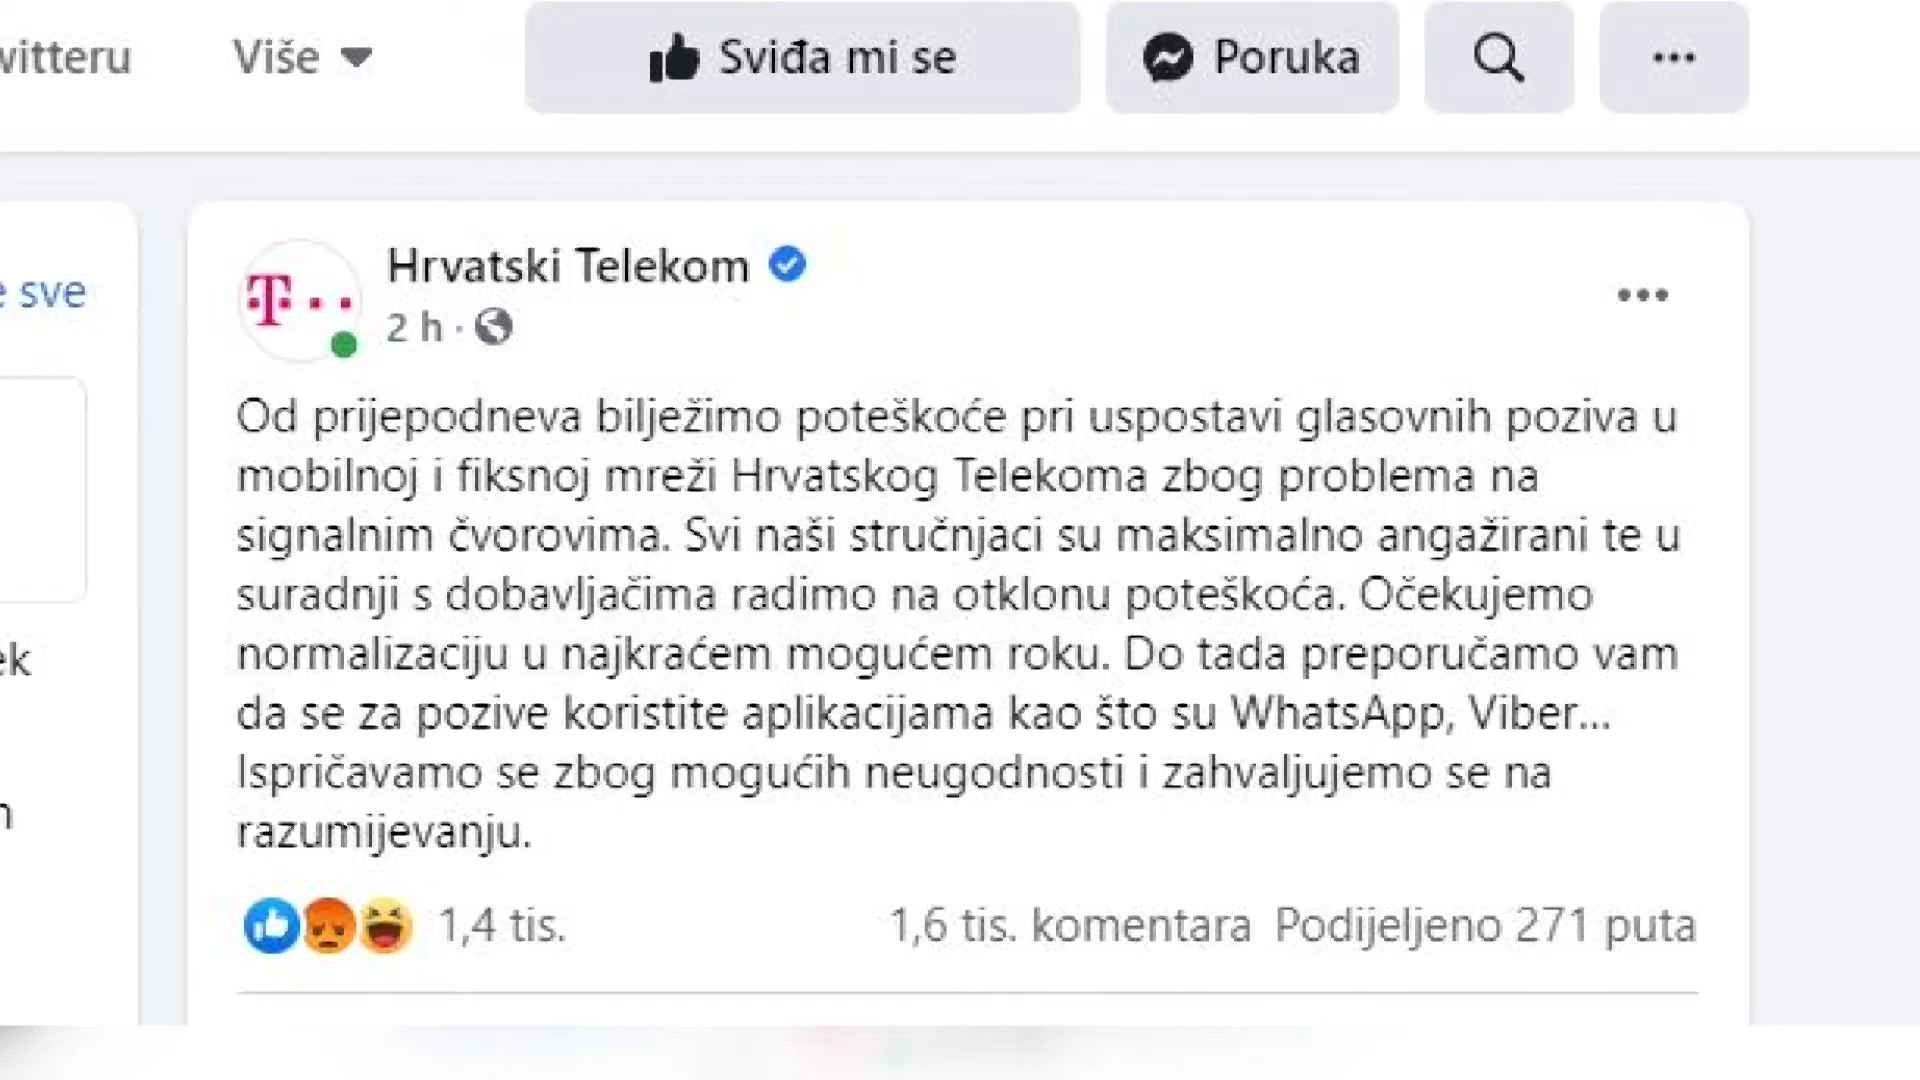 witteru Više Sviđa mi se Poruka
e sve
Hrvatski Telekom
2 h ·
Od prijepodneva bilježimo poteškoće pri uspostavi glasovnih poziva u
mobilnoj i fiksnoj mreži Hrvatskog Telekoma zbog problema na
signalnim čvorovima. Svi naši stručnjaci su maksimalno angažirani te u
suradnji s dobavljačima radimo na otklonu poteškoća. Očekujemo
normalizaciju u najkraćem mogućem roku. Do tada preporučamo vam
da se za pozive koristite aplikacijama kao što su WhatsApp, Viber...
Ispričavamo se zbog mogućih neugodnosti i zahvaljujemo se na
razumijevanju.
1,4 tis. 1,6 tis. komentara Podijeljeno 271 puta